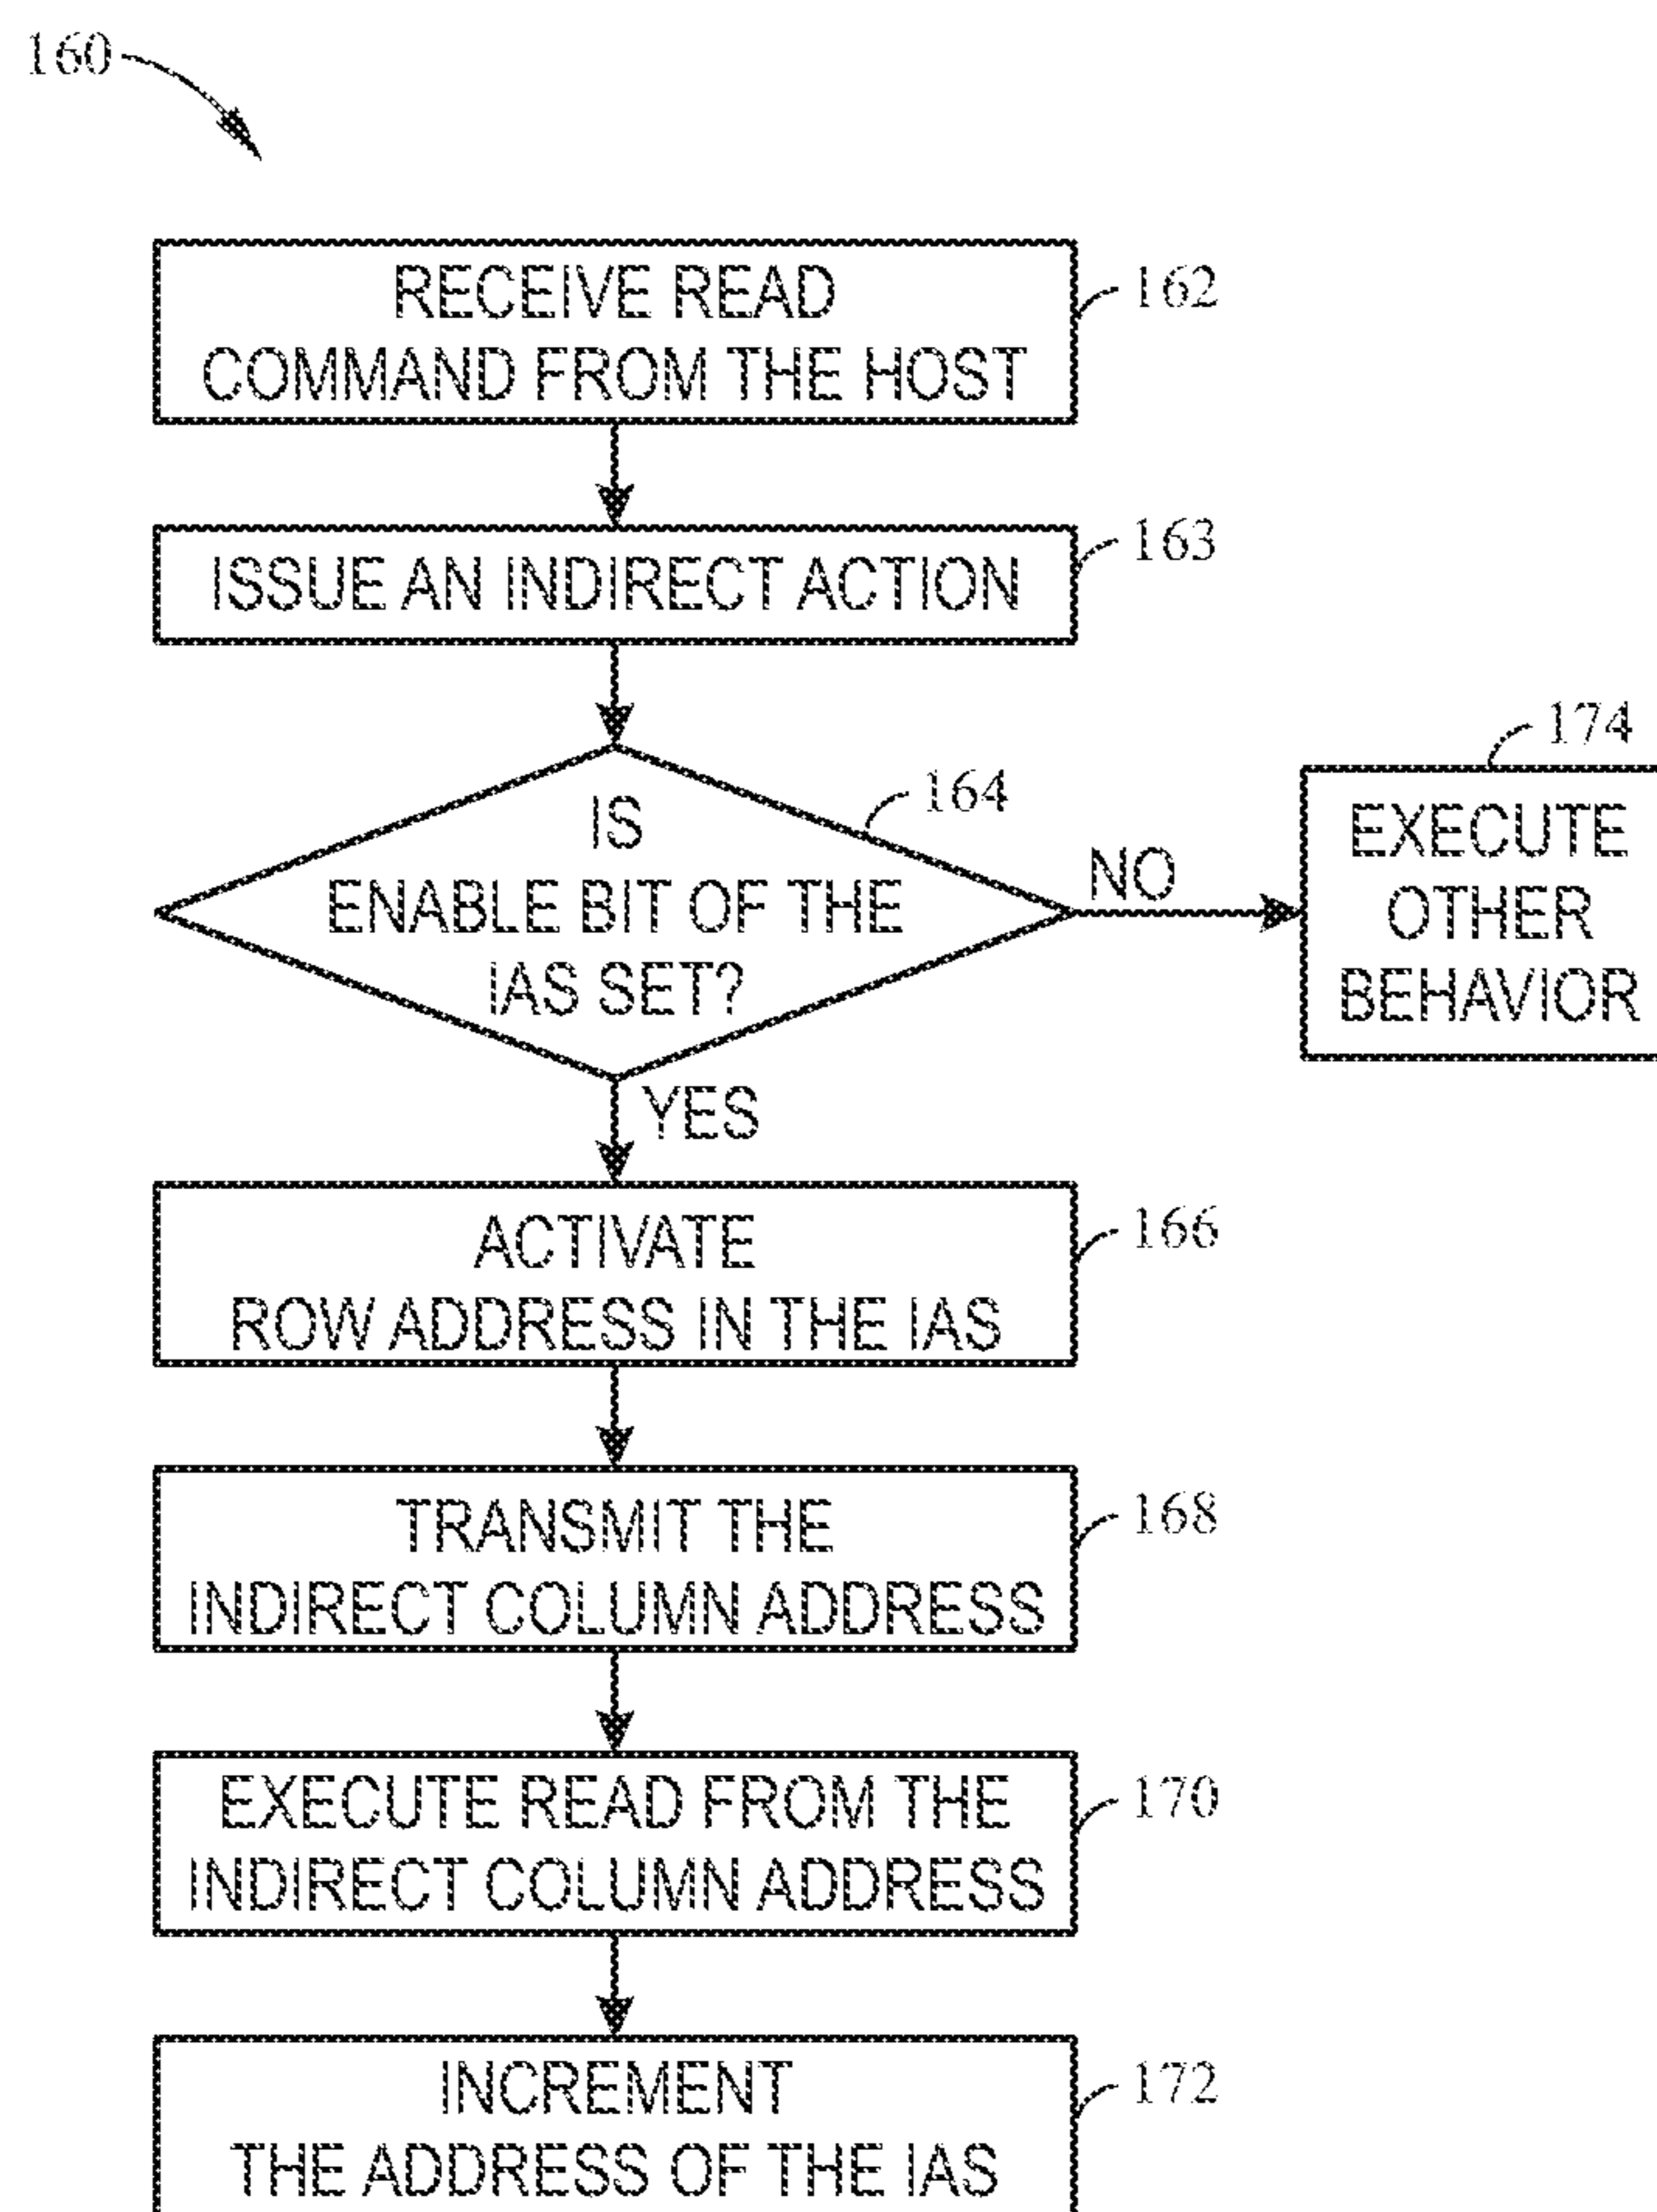 160
RECEIVE READ
COMMAND FROM THE HOST
162
ISSUE AN INDIRECT ACTION
163
IS
ENABLE BIT OF THE
IAS SET?
164
NO
174
EXECUTE
OTHER
BEHAVIOR
YES
ACTIVATE
ROW ADDRESS IN THE IAS
166
TRANSMIT THE
INDIRECT COLUMN ADDRESS
168
EXECUTE READ FROM THE
INDIRECT COLUMN ADDRESS
170
INCREMENT
THE ADDRESS OF THE IAS
172